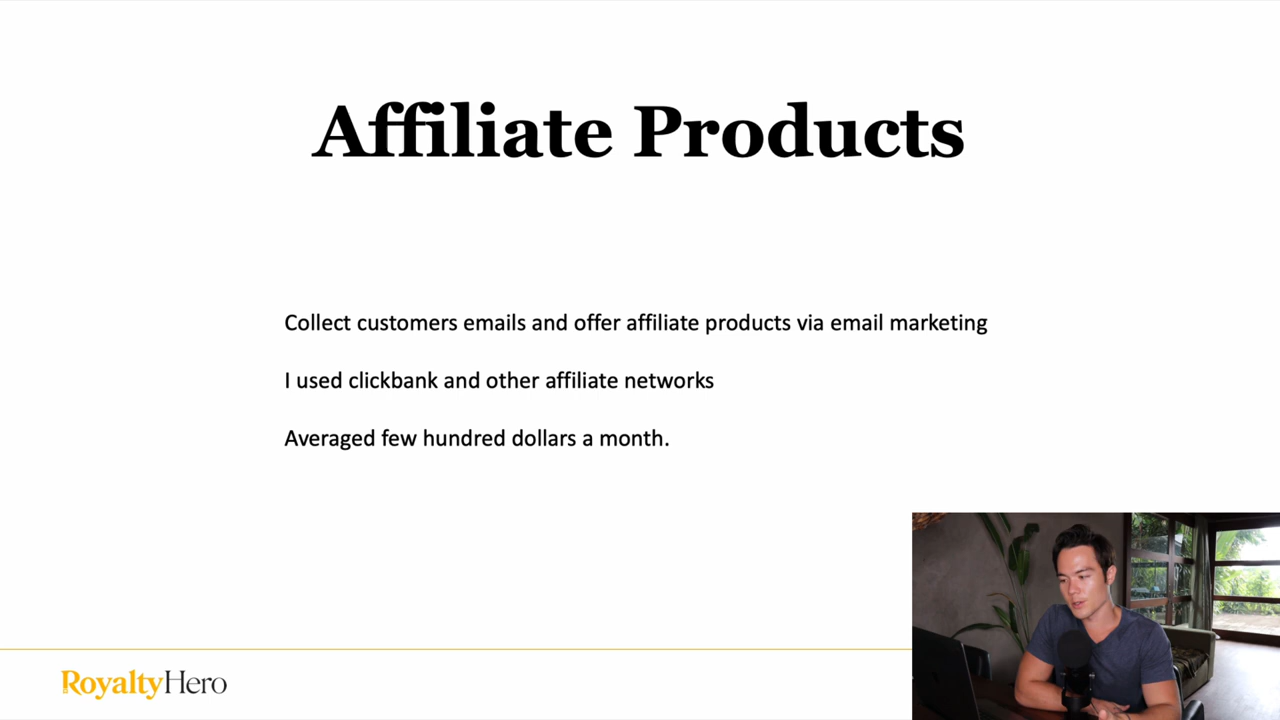 Affiliate Products
Collect customers emails and offer affiliate products via email marketing
I used clickbank and other affiliate networks
Averaged few hundred dollars a month.
RoyaltyHero